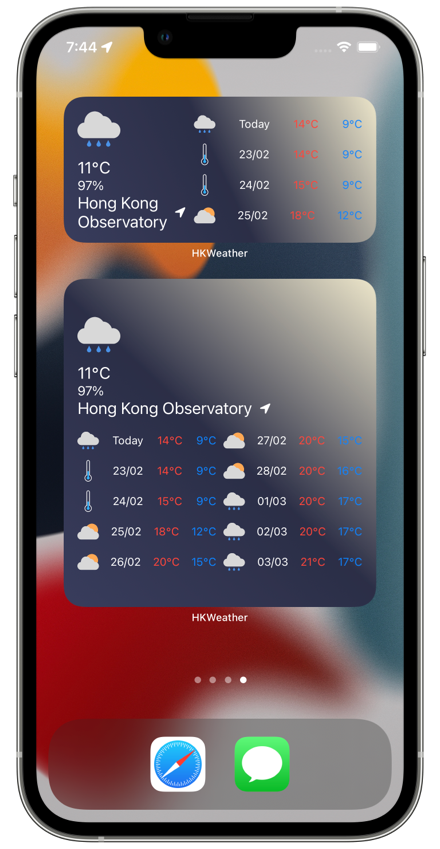 7:44
11°C
97%
Hong Kong
Observatory
Today 14°C 9°C
23/02 14°C 9°C
24/02 15°C 9°C
25/02 18°C 12°C
HKWeather
11°C
97%
Hong Kong Observatory
Today 14°C 9°C 27/02 20°C 15°C
23/02 14°C 9°C 28/02 20°C 16°C
24/02 15°C 9°C 01/03 20°C 17°C
25/02 18°C 12°C 02/03 20°C 17°C
26/02 20°C 15°C 03/03 21°C 17°C
HKWeather